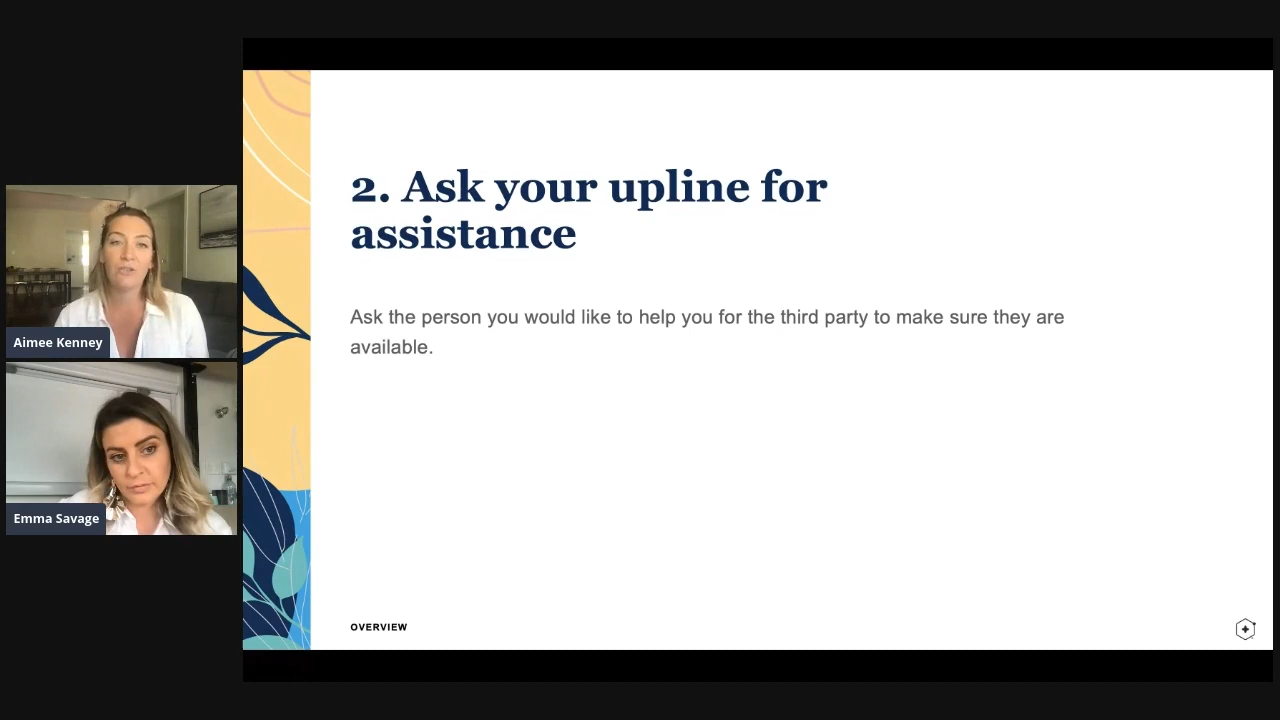 Aimee Kenney
Emma Savage
2. Ask your upline for
assistance
Ask the person you would like to help you for the third party to make sure they are
available.
OVERVIEW